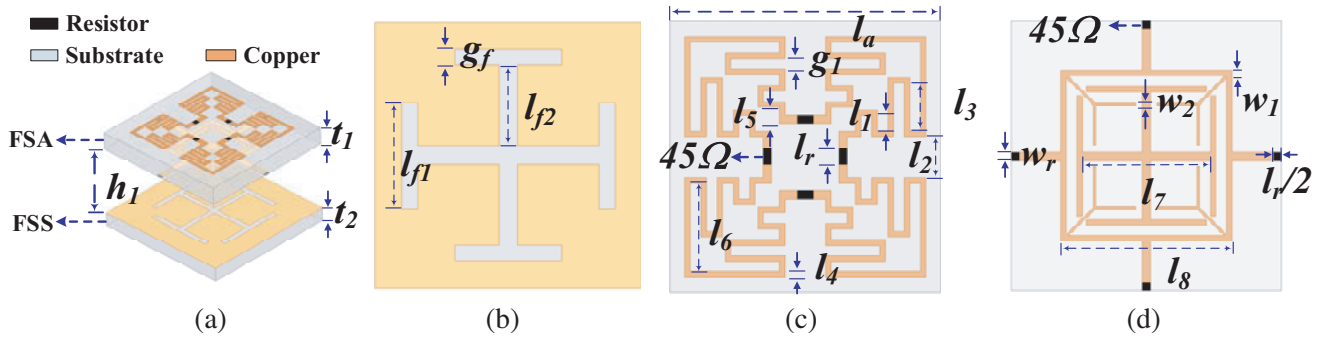 Resistor
Substrate
Copper
FSA
FSS
h1
t1
t2
(a)
gf
lf2
lf1
(b)
la
g1
l3
l5
l1
lr
l2
45Ω
l6
l4
(c)
45Ω
w2
w1
wr
l7
lr/2
l8
(d)